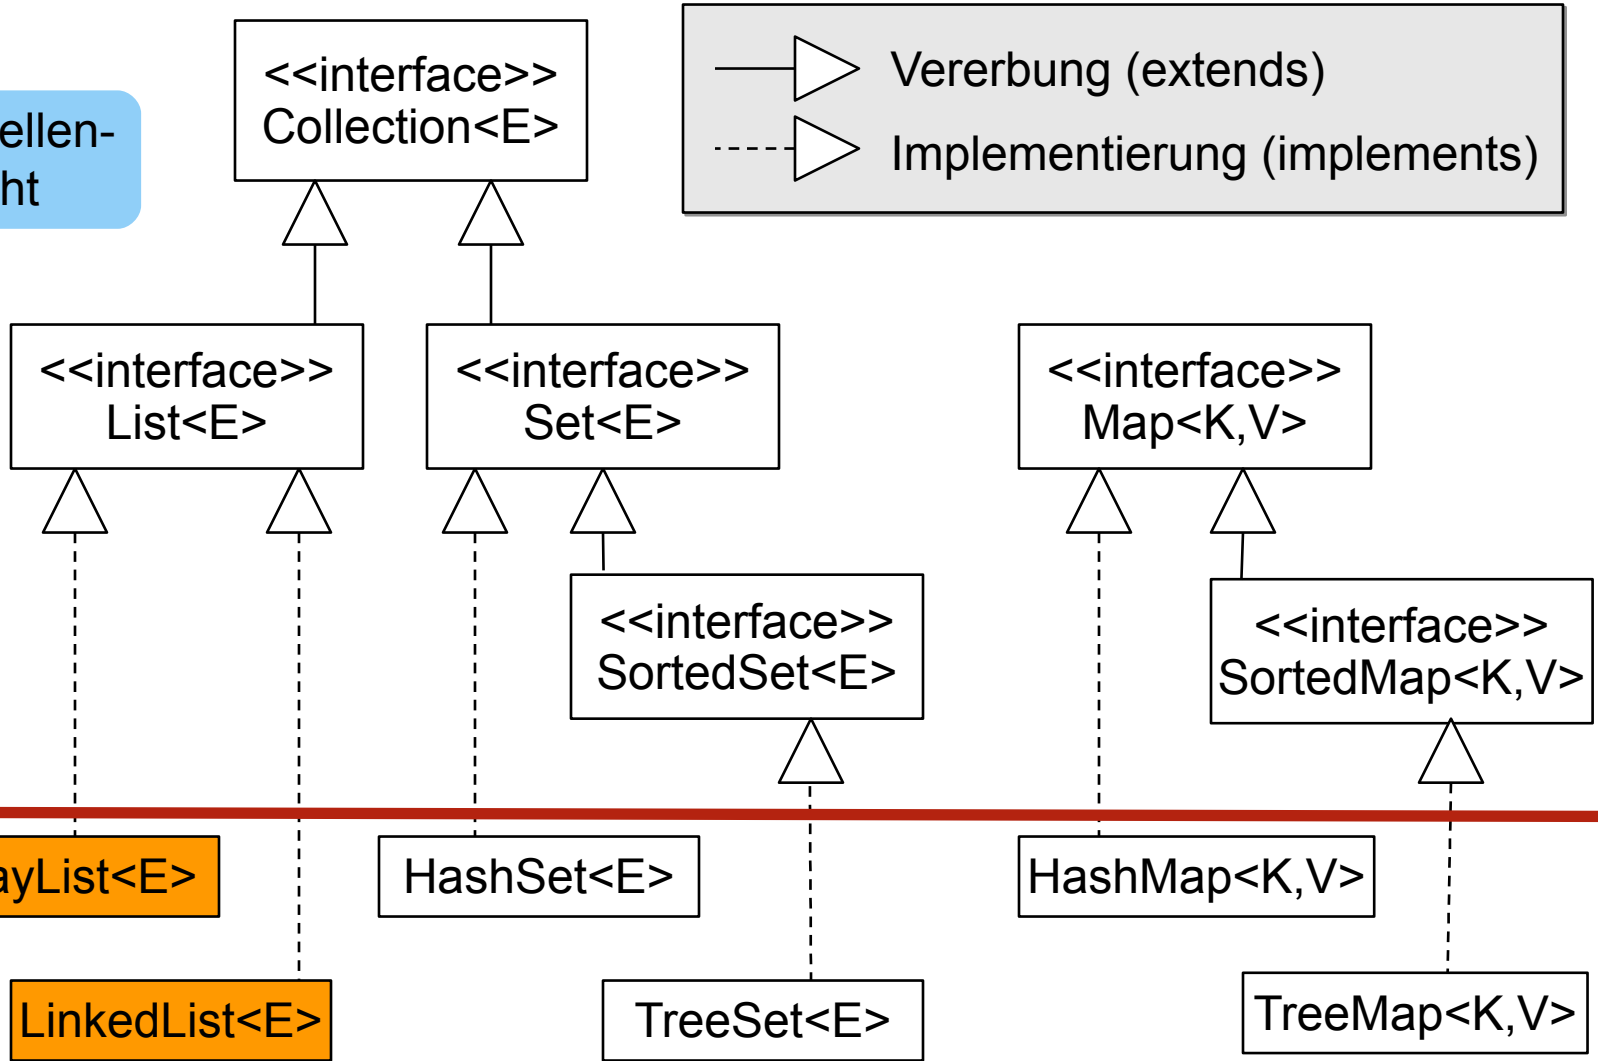 <<interface>>
Collection<E>
Vererbung (extends)
Implementierung (implements)
ellen-
ht
<<interface>>
List<E>
<<interface>>
Set<E>
<<interface>>
Map<K,V>
<<interface>>
SortedSet<E>
<<interface>>
SortedMap<K,V>
ayList<E>
HashSet<E>
HashMap<K,V>
LinkedList<E>
TreeSet<E>
TreeMap<K,V>